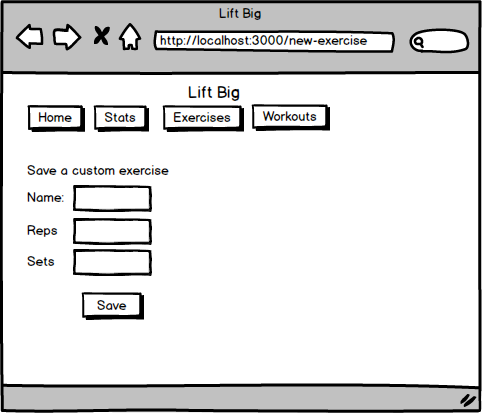 Lift Big
http://localhost:3000/new-exercise
Lift Big
Home Stats Exercises Workouts
Save a custom exercise
Name:
Reps
Sets
Save